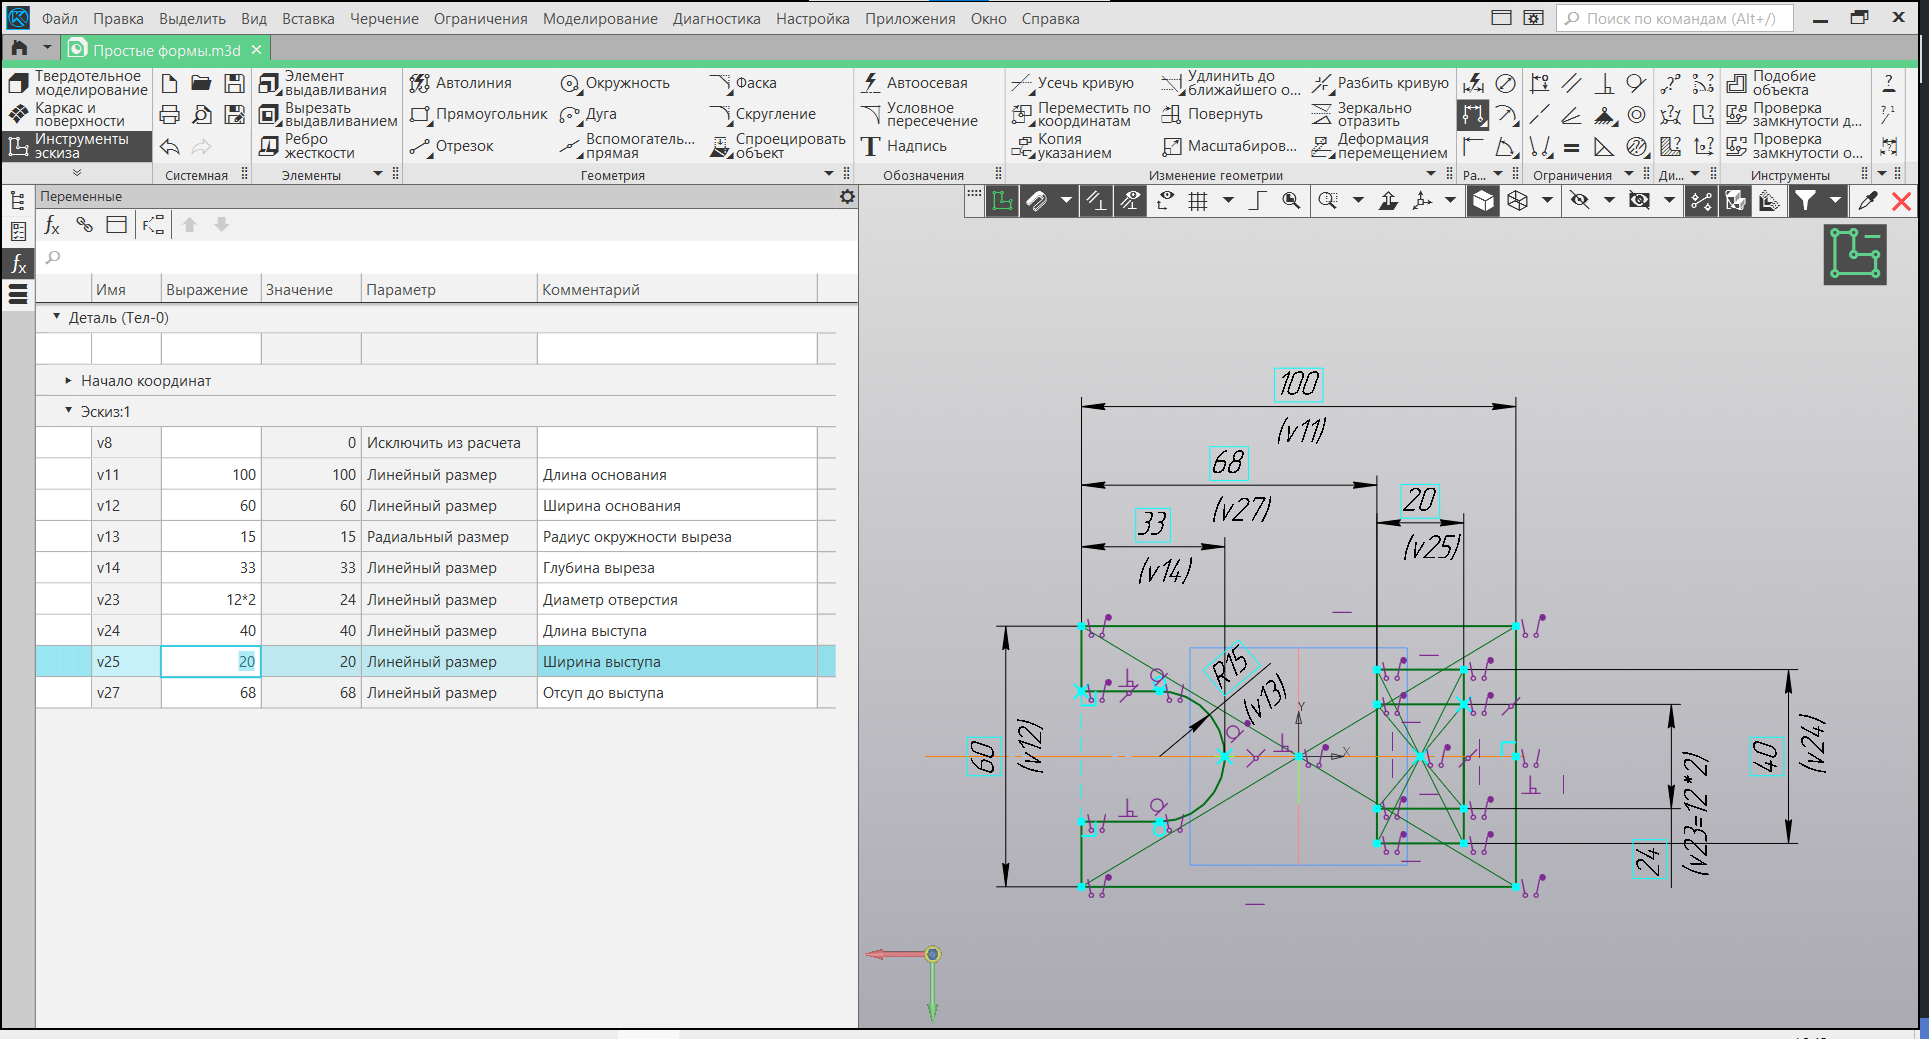 Файл Правка Выделить Вид Вставка Черчение Ограничения Моделирование Диагностика Настройка Приложения Окно Справка
Поиск по командам (Alt+/)
Простые формы.m3d
Твердотельное моделирование
Каркас и поверхности
Инструменты эскиза
Системная
Элемент выдавливания
Вырезать выдавливанием
Ребро жесткости
Элементы
Автолиния Окружность Фаска
Прямоугольник Дуга Скругление
Отрезок Вспомогатель... прямая Спроецировать объект
Геометрия
Автоосевая
Условное пересечение
Надпись
Обозначения
Усечь кривую Удлинить до ближайшего о... Разбить кривую
Переместить по координатам Повернуть Зеркально отразить
Копия указанием Масштабиров... Деформация перемещением
Изменение геометрии
Ра...
Ограничения
Ди...
Подобие объекта
Проверка замкнутости д...
Проверка замкнутости о...
Инструменты
Переменные
Имя Выражение Значение Параметр Комментарий
Деталь (Тел-0)
Начало координат
Эскиз:1
v8 0 Исключить из расчета
v11 100 100 Линейный размер Длина основания
v12 60 60 Линейный размер Ширина основания
v13 15 15 Радиальный размер Радиус окружности выреза
v14 33 33 Линейный размер Глубина выреза
v23 12*2 24 Линейный размер Диаметр отверстия
v24 40 40 Линейный размер Длина выступа
v25 20 20 Линейный размер Ширина выступа
v27 68 68 Линейный размер Отсуп до выступа
100
(v11)
68
(v27)
20
(v25)
33
(v14)
R15
(v13)
60
(v12)
Y
X
24
(v23=12*2)
40
(v24)